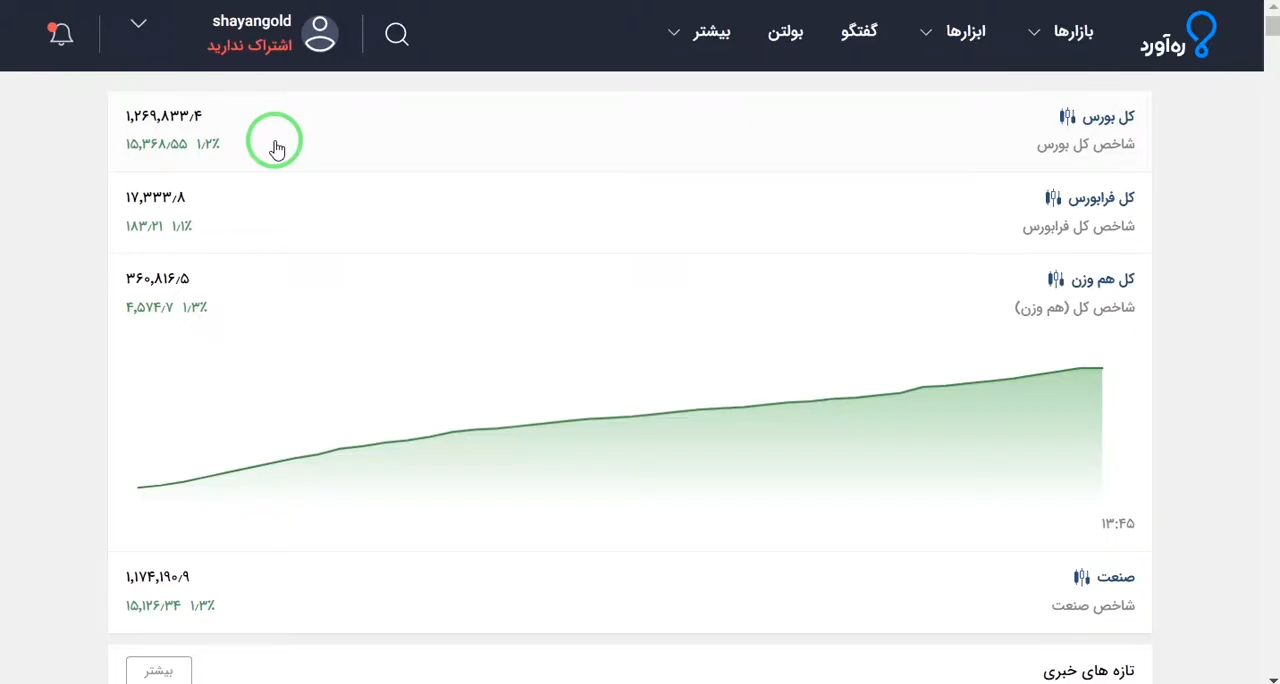 ره‌آورد
بازارها
ابزارها
گفتگو
بولتن
بیشتر
shayangold
اشتراک ندارید
کل بورس
۱,۲۶۹,۸۳۳٫۴
شاخص کل بورس
۱۵,۳۶۸٫۵۵ ۱٫۲٪
کل فرابورس
۱۷,۳۳۳٫۸
شاخص کل فرابورس
۱۸۳٫۲۱ ۱٫۱٪
کل هم وزن
۳۶۰,۸۱۶٫۵
شاخص کل (هم وزن)
۴,۵۷۴٫۷ ۱٫۳٪
۱۳:۴۵
صنعت
۱,۱۷۴,۱۹۰٫۹
شاخص صنعت
۱۵,۱۲۶٫۳۴ ۱٫۳٪
تازه های خبری
بیشتر